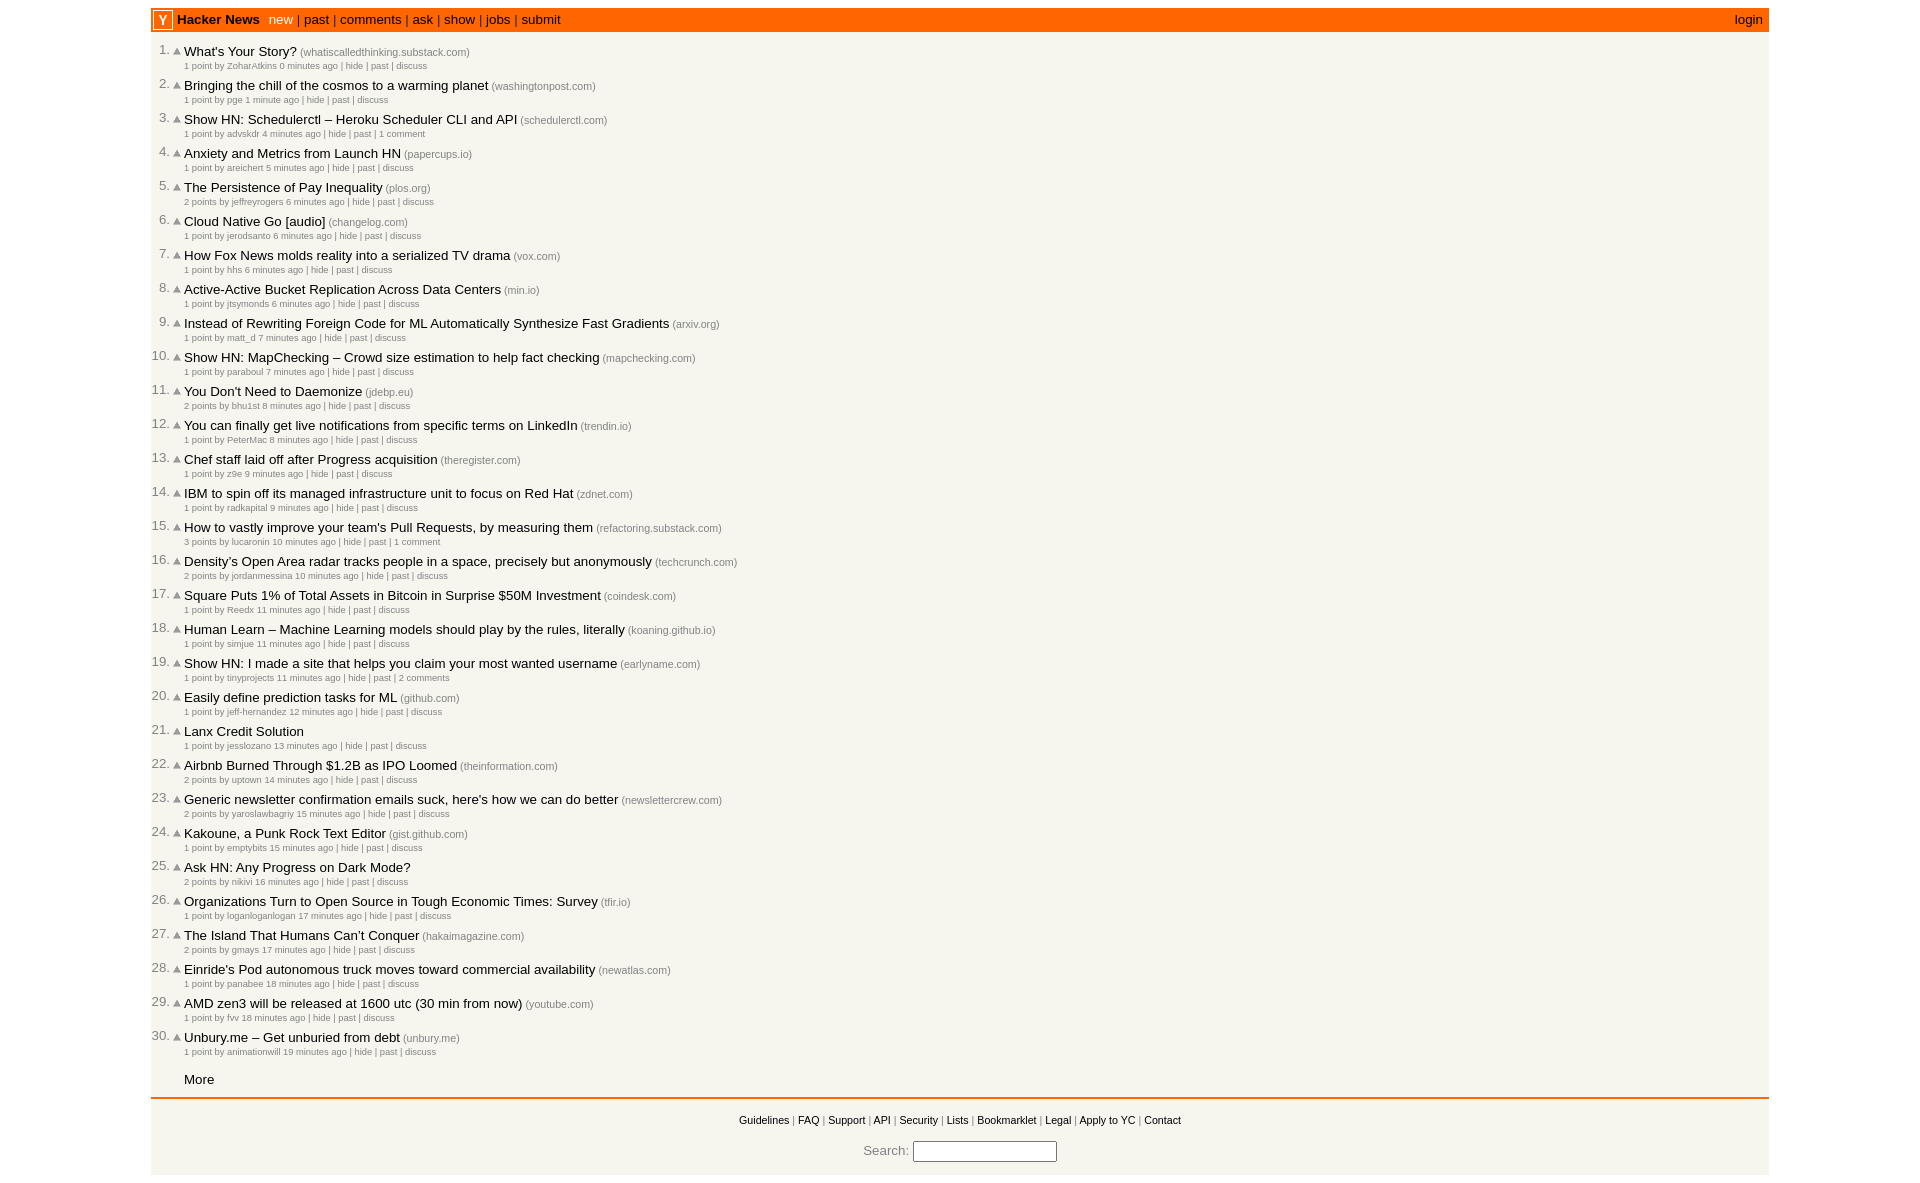 Y Hacker News new | past | comments | ask | show | jobs | submit login
1. What's Your Story? (whatiscalledthinking.substack.com)
1 point by ZoharAtkins 0 minutes ago | hide | past | discuss
2. Bringing the chill of the cosmos to a warming planet (washingtonpost.com)
1 point by pge 1 minute ago | hide | past | discuss
3. Show HN: Schedulerctl – Heroku Scheduler CLI and API (schedulerctl.com)
1 point by advskdr 4 minutes ago | hide | past | 1 comment
4. Anxiety and Metrics from Launch HN (papercups.io)
1 point by areichert 5 minutes ago | hide | past | discuss
5. The Persistence of Pay Inequality (plos.org)
2 points by jeffreyrogers 6 minutes ago | hide | past | discuss
6. Cloud Native Go [audio] (changelog.com)
1 point by jerodsanto 6 minutes ago | hide | past | discuss
7. How Fox News molds reality into a serialized TV drama (vox.com)
1 point by hhs 6 minutes ago | hide | past | discuss
8. Active-Active Bucket Replication Across Data Centers (min.io)
1 point by jtsymonds 6 minutes ago | hide | past | discuss
9. Instead of Rewriting Foreign Code for ML Automatically Synthesize Fast Gradients (arxiv.org)
1 point by matt_d 7 minutes ago | hide | past | discuss
10. Show HN: MapChecking – Crowd size estimation to help fact checking (mapchecking.com)
1 point by paraboul 7 minutes ago | hide | past | discuss
11. You Don't Need to Daemonize (jdebp.eu)
2 points by bhu1st 8 minutes ago | hide | past | discuss
12. You can finally get live notifications from specific terms on LinkedIn (trendin.io)
1 point by PeterMac 8 minutes ago | hide | past | discuss
13. Chef staff laid off after Progress acquisition (theregister.com)
1 point by z9e 9 minutes ago | hide | past | discuss
14. IBM to spin off its managed infrastructure unit to focus on Red Hat (zdnet.com)
1 point by radkapital 9 minutes ago | hide | past | discuss
15. How to vastly improve your team's Pull Requests, by measuring them (refactoring.substack.com)
3 points by lucaronin 10 minutes ago | hide | past | 1 comment
16. Density’s Open Area radar tracks people in a space, precisely but anonymously (techcrunch.com)
2 points by jordanmessina 10 minutes ago | hide | past | discuss
17. Square Puts 1% of Total Assets in Bitcoin in Surprise $50M Investment (coindesk.com)
1 point by Reedx 11 minutes ago | hide | past | discuss
18. Human Learn – Machine Learning models should play by the rules, literally (koaning.github.io)
1 point by simjue 11 minutes ago | hide | past | discuss
19. Show HN: I made a site that helps you claim your most wanted username (earlyname.com)
1 point by tinyprojects 11 minutes ago | hide | past | 2 comments
20. Easily define prediction tasks for ML (github.com)
1 point by jeff-hernandez 12 minutes ago | hide | past | discuss
21. Lanx Credit Solution
1 point by jesslozano 13 minutes ago | hide | past | discuss
22. Airbnb Burned Through $1.2B as IPO Loomed (theinformation.com)
2 points by uptown 14 minutes ago | hide | past | discuss
23. Generic newsletter confirmation emails suck, here's how we can do better (newslettercrew.com)
2 points by yaroslawbagriy 15 minutes ago | hide | past | discuss
24. Kakoune, a Punk Rock Text Editor (gist.github.com)
1 point by emptybits 15 minutes ago | hide | past | discuss
25. Ask HN: Any Progress on Dark Mode?
2 points by nikivi 16 minutes ago | hide | past | discuss
26. Organizations Turn to Open Source in Tough Economic Times: Survey (tfir.io)
1 point by loganloganlogan 17 minutes ago | hide | past | discuss
27. The Island That Humans Can’t Conquer (hakaimagazine.com)
2 points by gmays 17 minutes ago | hide | past | discuss
28. Einride's Pod autonomous truck moves toward commercial availability (newatlas.com)
1 point by panabee 18 minutes ago | hide | past | discuss
29. AMD zen3 will be released at 1600 utc (30 min from now) (youtube.com)
1 point by fvv 18 minutes ago | hide | past | discuss
30. Unbury.me – Get unburied from debt (unbury.me)
1 point by animationwill 19 minutes ago | hide | past | discuss
More
Guidelines | FAQ | Support | API | Security | Lists | Bookmarklet | Legal | Apply to YC | Contact
Search: